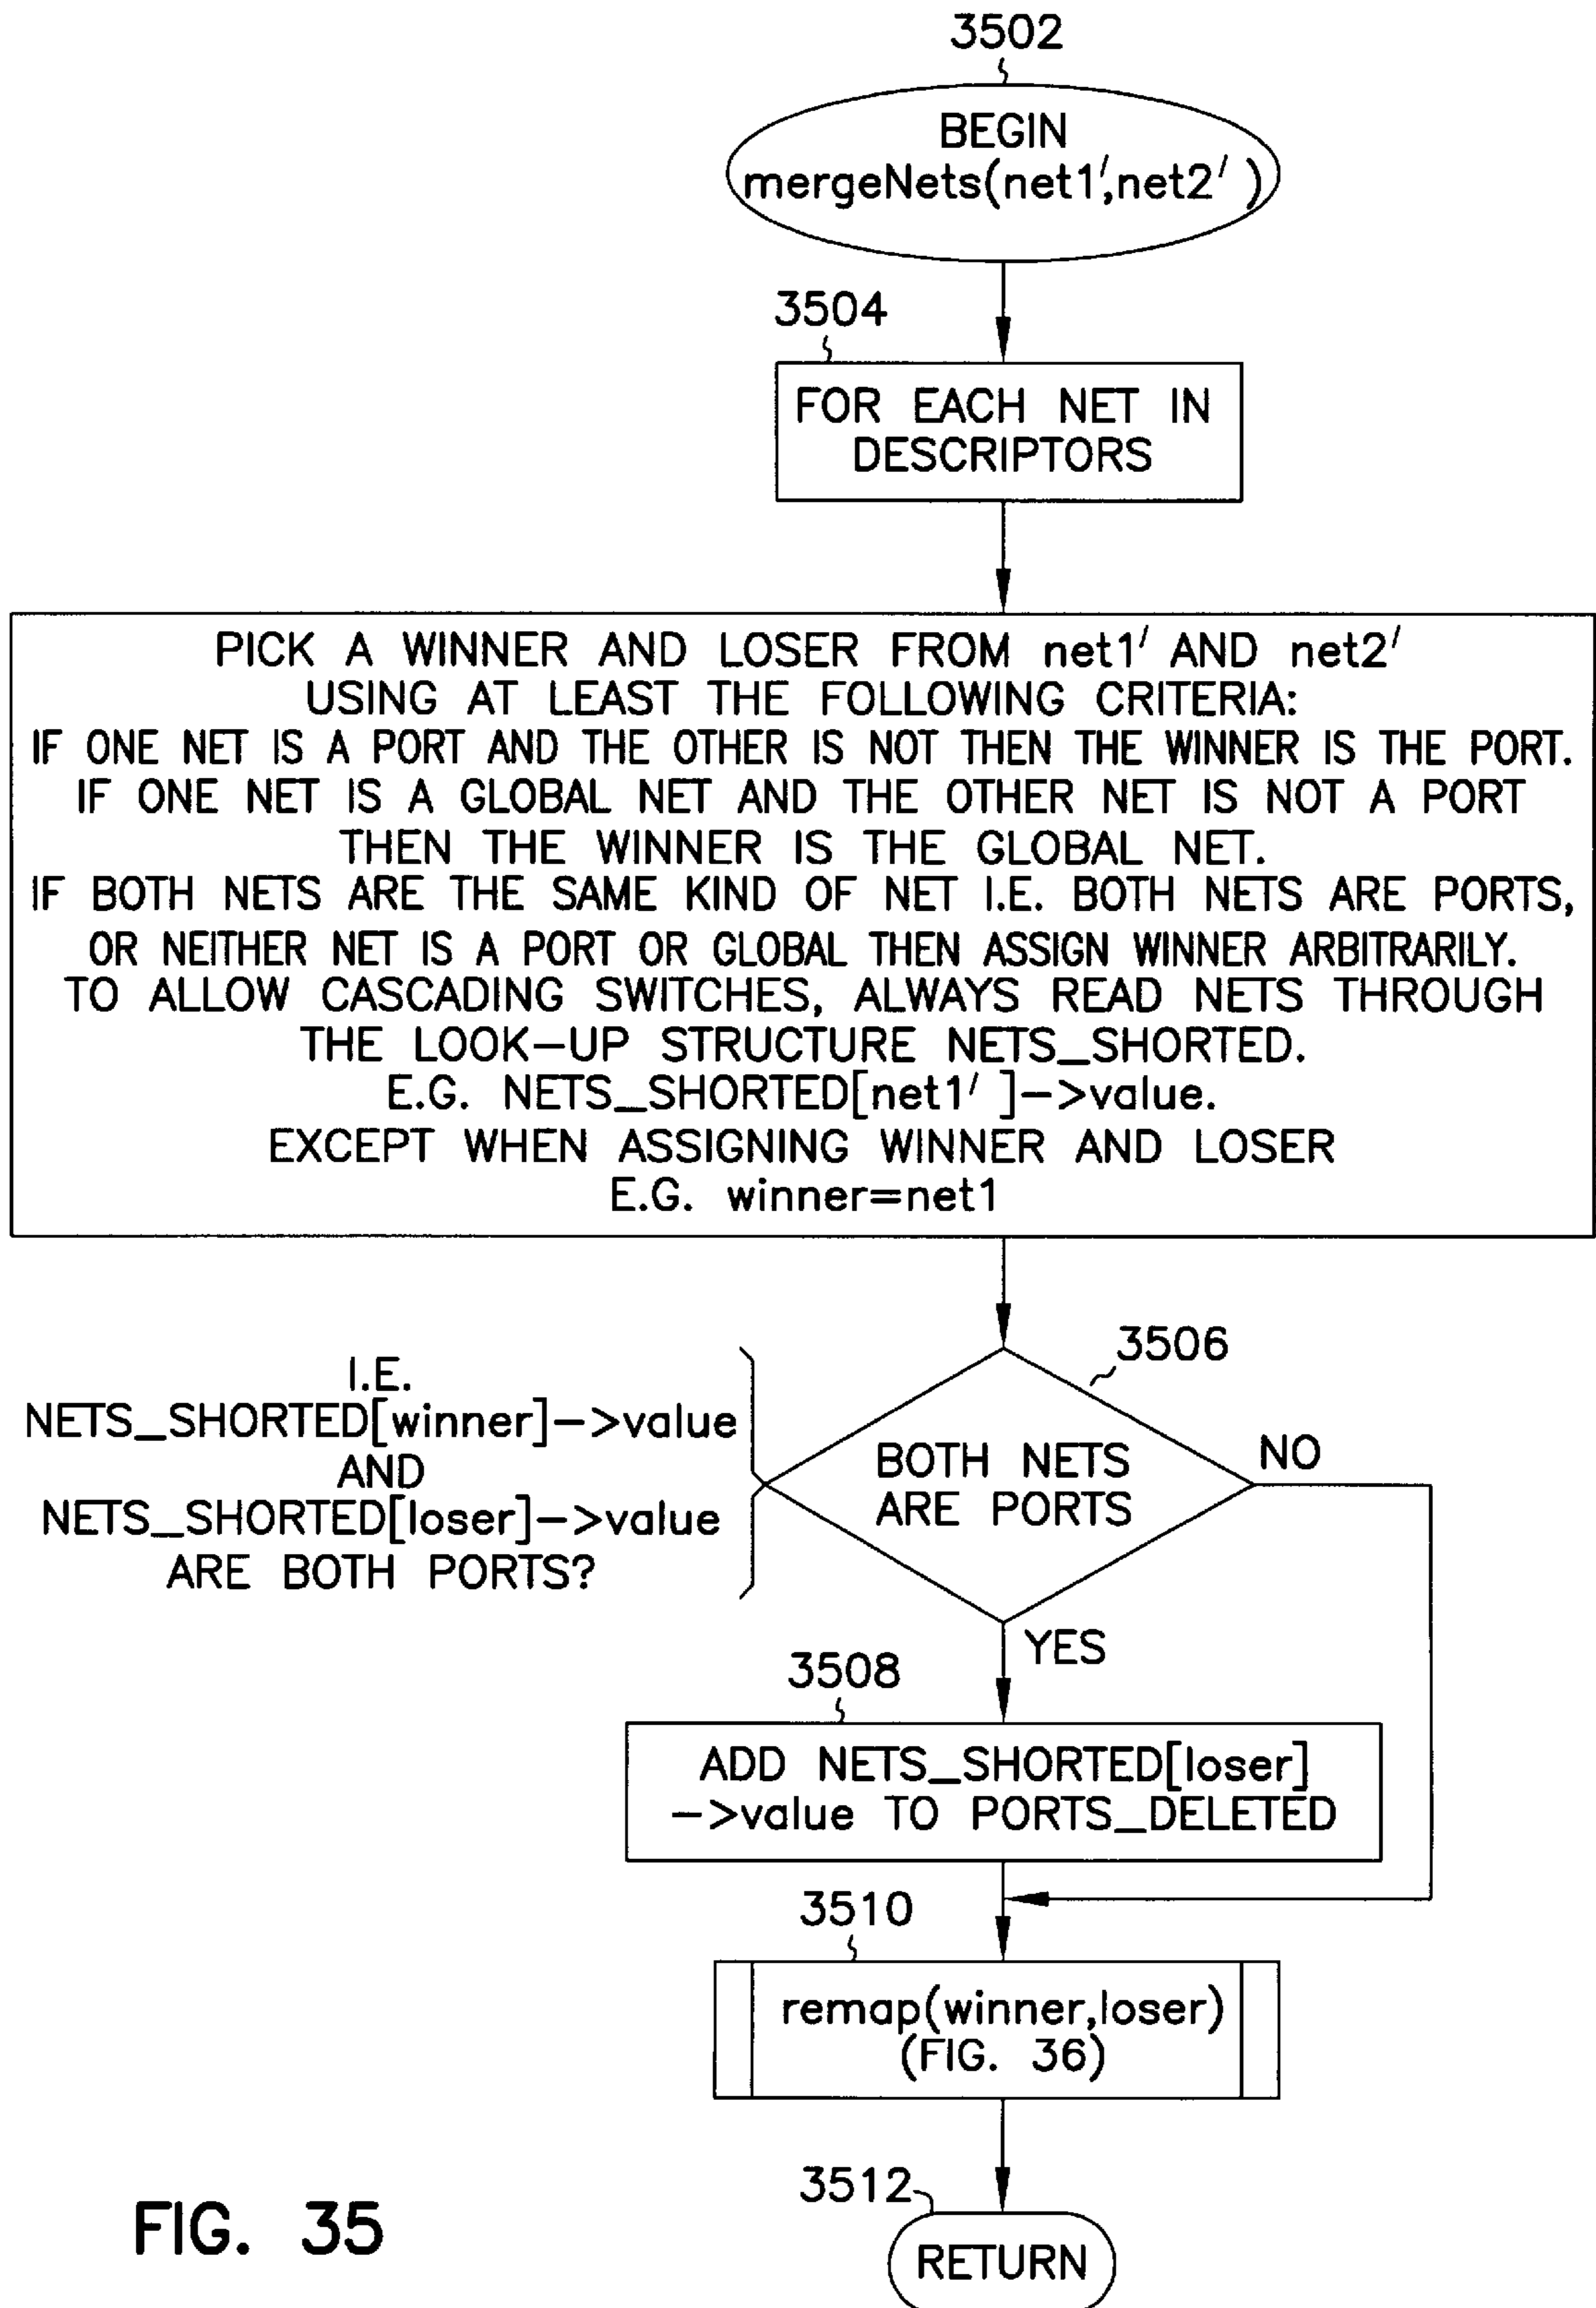 3502
BEGIN
mergeNets(net1′,net2′ )
3504
FOR EACH NET IN
DESCRIPTORS
PICK A WINNER AND LOSER FROM net1′ AND net2′
USING AT LEAST THE FOLLOWING CRITERIA:
IF ONE NET IS A PORT AND THE OTHER IS NOT THEN THE WINNER IS THE PORT.
IF ONE NET IS A GLOBAL NET AND THE OTHER NET IS NOT A PORT
THEN THE WINNER IS THE GLOBAL NET.
IF BOTH NETS ARE THE SAME KIND OF NET I.E. BOTH NETS ARE PORTS,
OR NEITHER NET IS A PORT OR GLOBAL THEN ASSIGN WINNER ARBITRARILY.
TO ALLOW CASCADING SWITCHES, ALWAYS READ NETS THROUGH
THE LOOK-UP STRUCTURE NETS_SHORTED.
E.G. NETS_SHORTED[net1′ ]->value.
EXCEPT WHEN ASSIGNING WINNER AND LOSER
E.G. winner=net1
3506
I.E.
NETS_SHORTED[winner]->value
AND
NETS_SHORTED[loser]->value
ARE BOTH PORTS?
BOTH NETS
ARE PORTS
NO
YES
3508
ADD NETS_SHORTED[loser]
->value TO PORTS_DELETED
3510
remap(winner,loser)
(FIG. 36)
3512
RETURN
FIG. 35